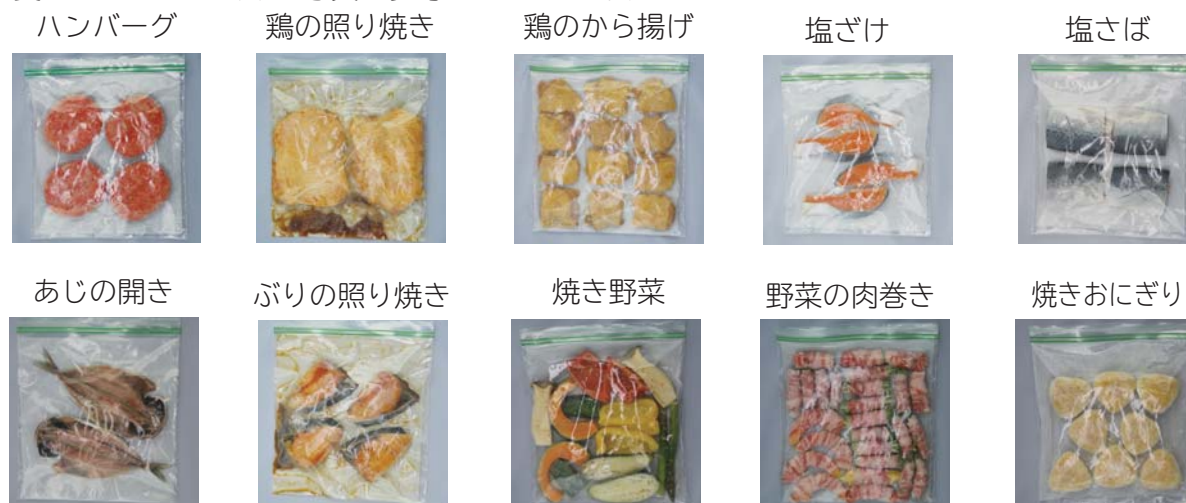 ハンバーグ
鶏の照り焼き
鶏のから揚げ
塩ざけ
塩さば
あじの開き
ぶりの照り焼き
焼き野菜
野菜の肉巻き
焼きおにぎり